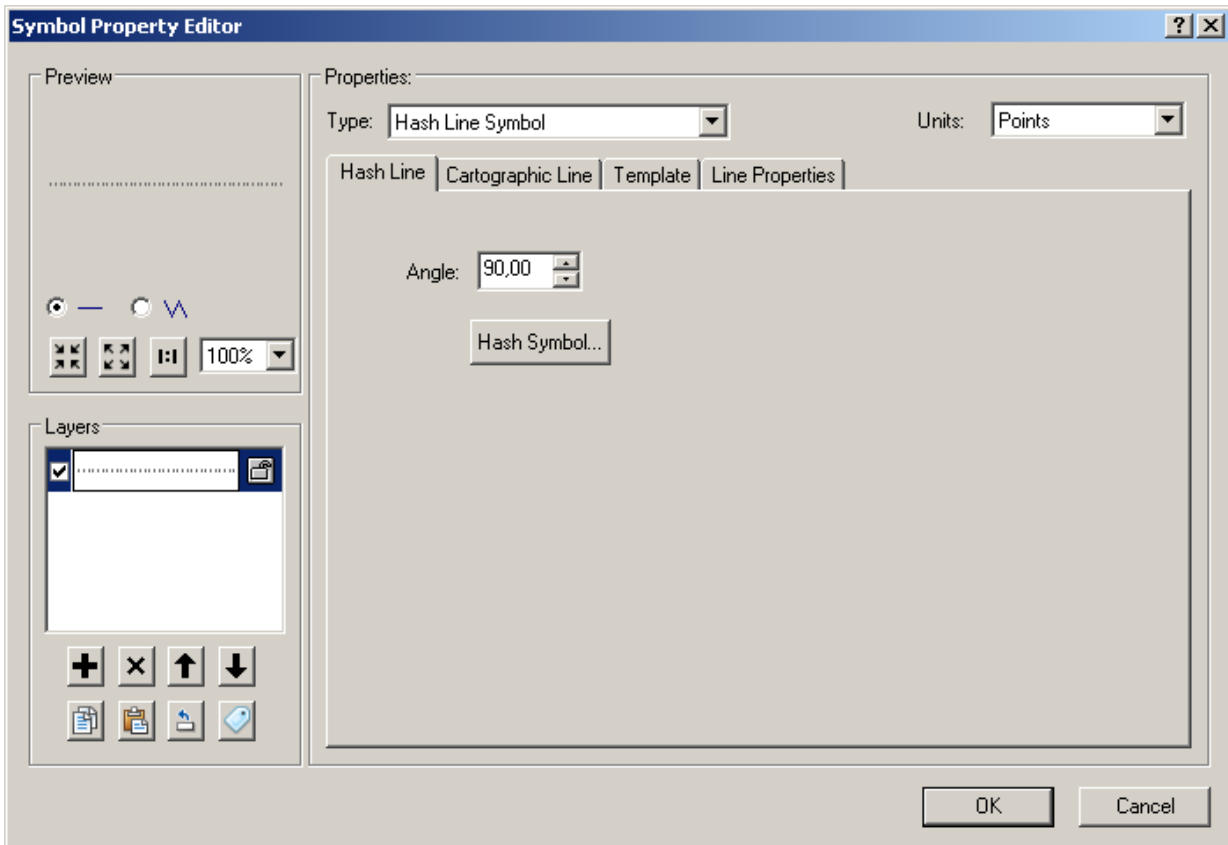 Symbol Property Editor
Preview
100%
Layers
Properties:
Type: Hash Line Symbol Units: Points
Hash Line Cartographic Line Template Line Properties
Angle: 90,00
Hash Symbol...
OK Cancel